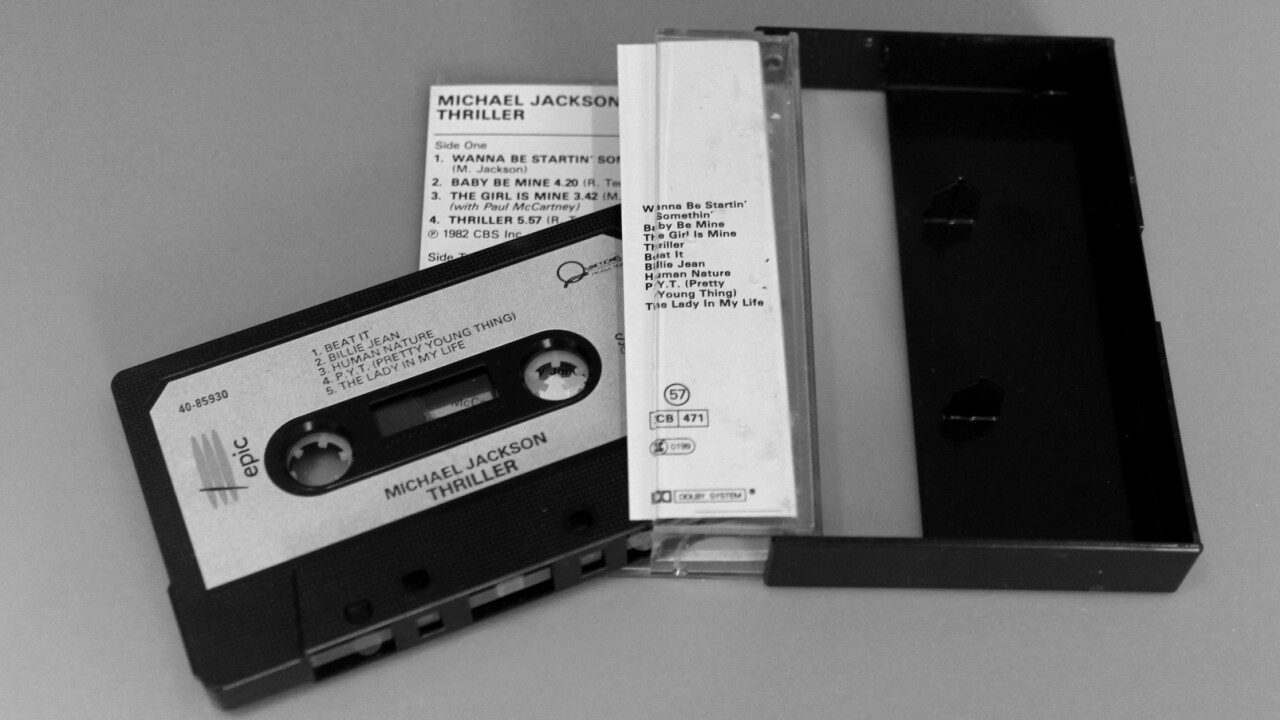 MICHAEL JACKSON
THRILLER
Side One
1. WANNA BE STARTIN'
(M. Jackson)
2. BABY BE MINE 4.20 (R.
3. THE GIRL IS MINE 3.42 (M.
(with Paul McCartney)
4. THRILLER 5.57 (R.
℗ 1982 CBS Inc.
Side
1. BEAT IT
2. BILLIE JEAN
3. HUMAN NATURE
4. P.Y.T. (PRETTY YOUNG THING)
5. THE LADY IN MY LIFE
40-85930
epic
MICHAEL JACKSON
THRILLER
Wanna Be Startin'
Somethin'
Baby Be Mine
The Girl Is Mine
Thriller
Beat It
Billie Jean
Human Nature
P.Y.T. (Pretty
Young Thing)
The Lady In My Life
57
CB 471
0199
DOLBY SYSTEM